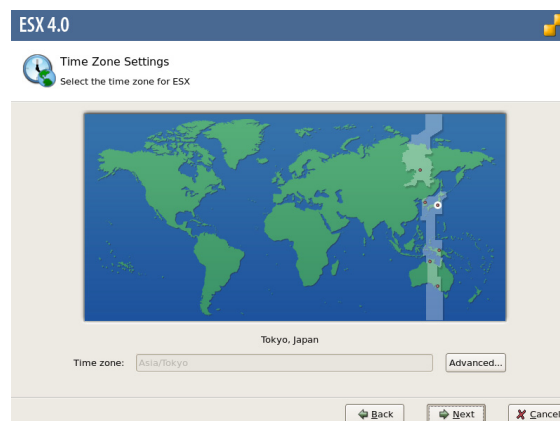 ESX 4.0
Time Zone Settings
Select the time zone for ESX
Tokyo, Japan
Time zone: Asia/Tokyo Advanced...
Back Next Cancel